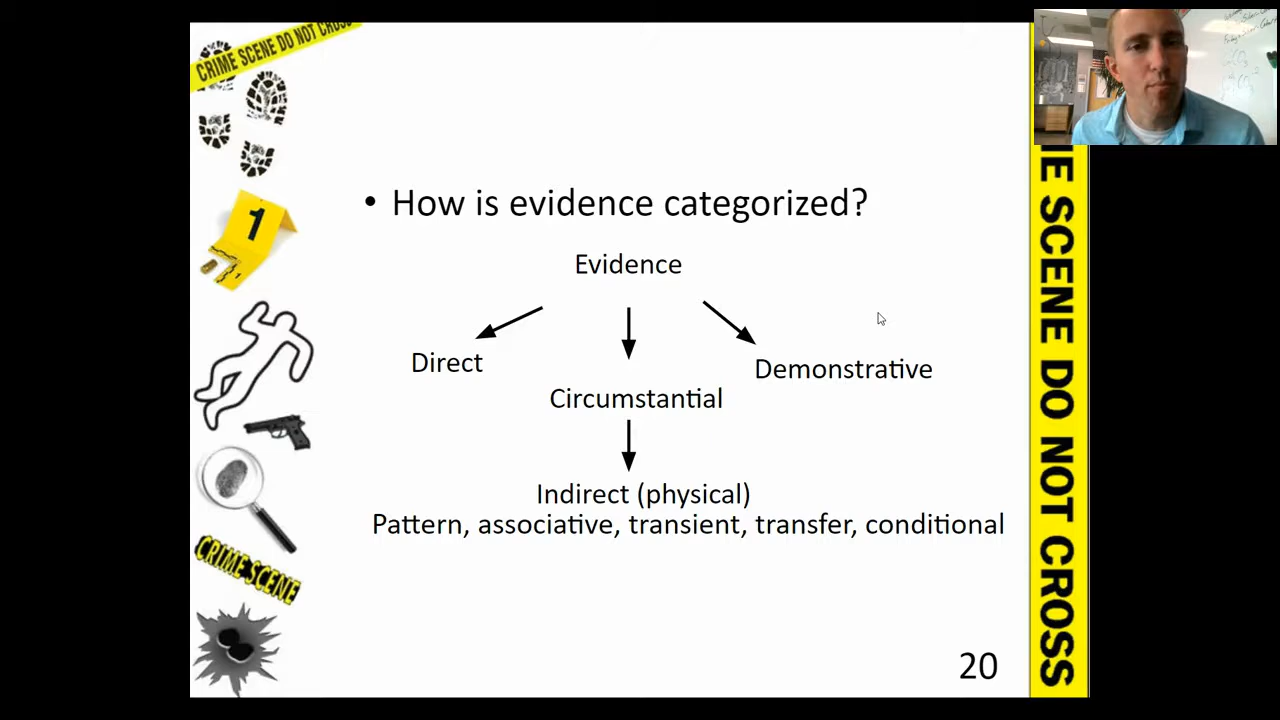 CRIME SCENE DO NOT CROSS
1
• How is evidence categorized?
Evidence
Direct
Demonstrative
Circumstantial
Indirect (physical)
Pattern, associative, transient, transfer, conditional
CRIME SCENE
20
SCENE DO NOT CROSS